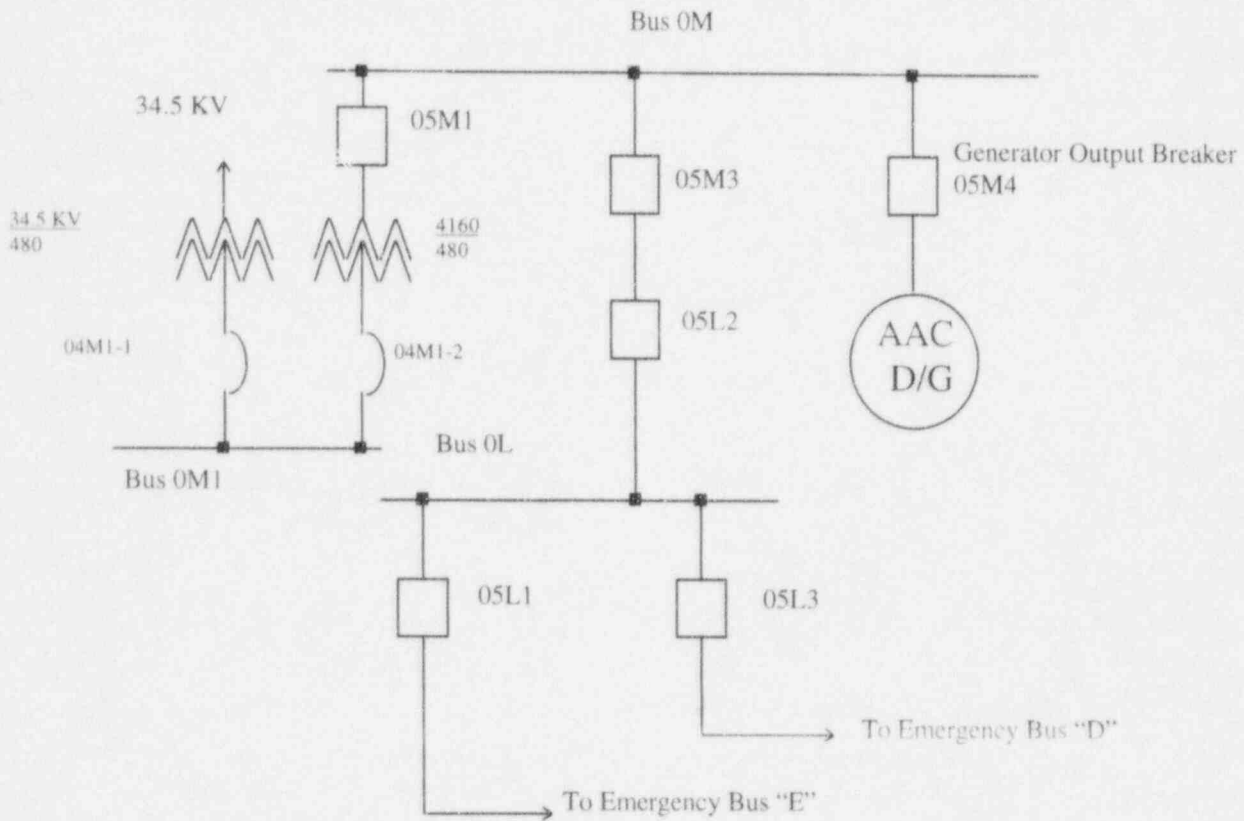 Bus 0M
34.5 KV
05M1
Generator Output Breaker
05M3
05M4
34.5 KV
480
4160
480
05L2
AAC
D/G
04M1-1
04M1-2
Bus 0L
Bus 0M1
05L1
05L3
To Emergency Bus “D”
To Emergency Bus “E”